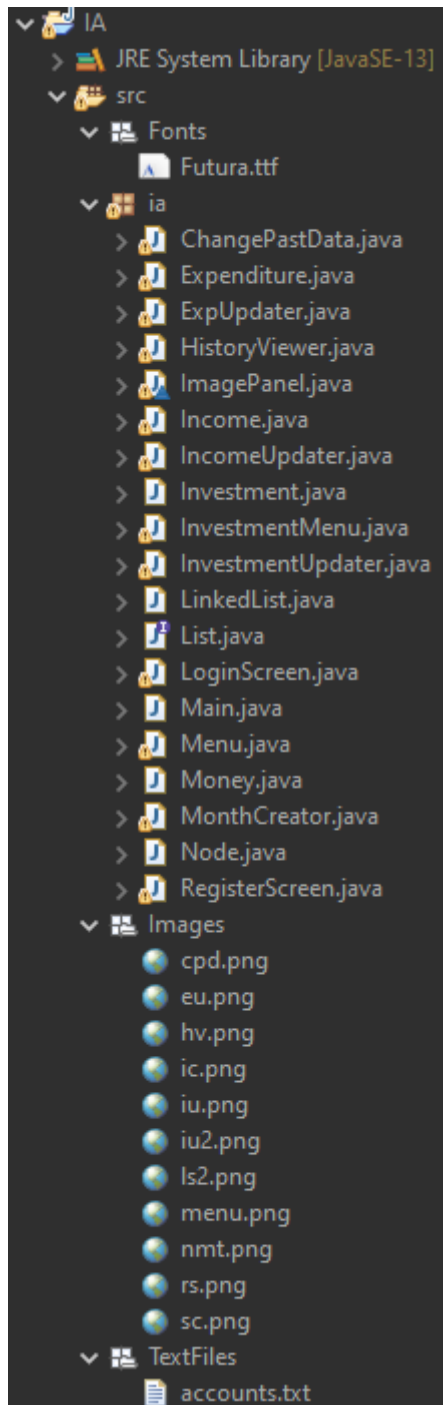 IA
JRE System Library [JavaSE-13]
src
Fonts
Futura.ttf
ia
ChangePastData.java
Expenditure.java
ExpUpdater.java
HistoryViewer.java
ImagePanel.java
Income.java
IncomeUpdater.java
Investment.java
InvestmentMenu.java
InvestmentUpdater.java
LinkedList.java
List.java
LoginScreen.java
Main.java
Menu.java
Money.java
MonthCreator.java
Node.java
RegisterScreen.java
Images
cpd.png
eu.png
hv.png
ic.png
iu.png
iu2.png
ls2.png
menu.png
nmt.png
rs.png
sc.png
TextFiles
accounts.txt